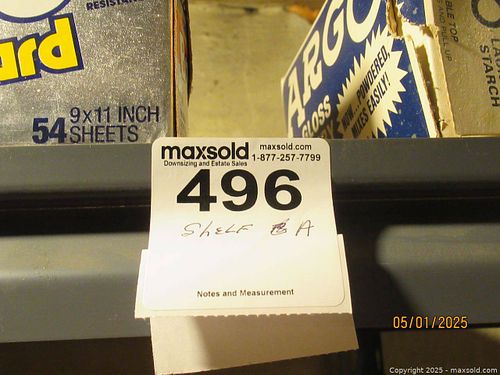 RESISTAN
ard
9x11 INCH
54 SHEETS
ARGO
GLOSS
NOW...POWDERED,
MIXES EASILY!
STARCH
maxsold
Downsizing and Estate Sales
maxsold.com
1-877-257-7799
496
SHELF B A
Notes and Measurement
05/01/2025
Copyright 2025 - maxsold.com